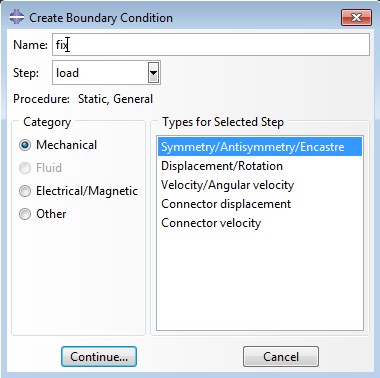 Create Boundary Condition
Name: fix
Step: load
Procedure: Static, General
Category
Mechanical
Fluid
Electrical/Magnetic
Other
Types for Selected Step
Symmetry/Antisymmetry/Encastre
Displacement/Rotation
Velocity/Angular velocity
Connector displacement
Connector velocity
Continue...
Cancel